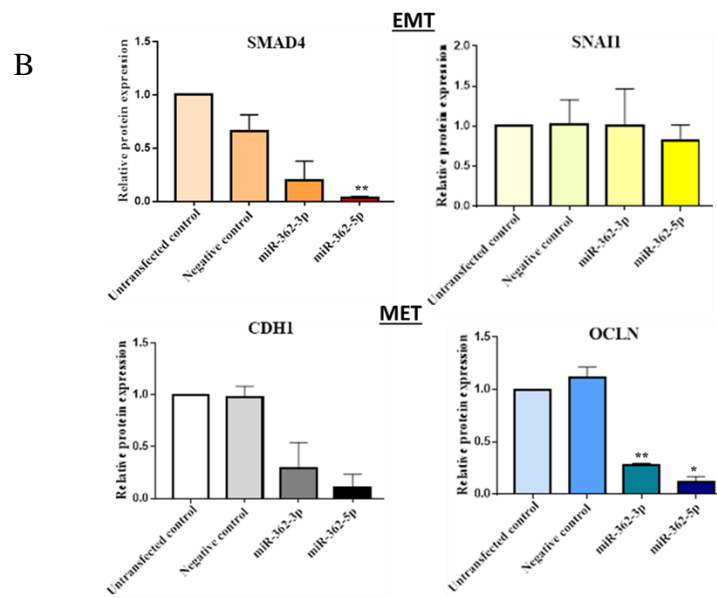 B
EMT
SMAD4
Relative protein expression
1.5
1.0
0.5
0.0
**
Untransfected control
Negative control
miR-362-3p
miR-362-5p
SNAI1
Relative protein expression
2.0
1.5
1.0
0.5
0.0
Untransfected control
Negative control
miR-362-3p
miR-362-5p
MET
CDH1
Relative protein expression
1.5
1.0
0.5
0.0
Untransfected control
Negative control
miR-362-3p
miR-362-5p
OCLN
Relative protein expression
1.5
1.0
0.5
0.0
**
*
Untransfected control
Negative control
miR-362-3p
miR-362-5p